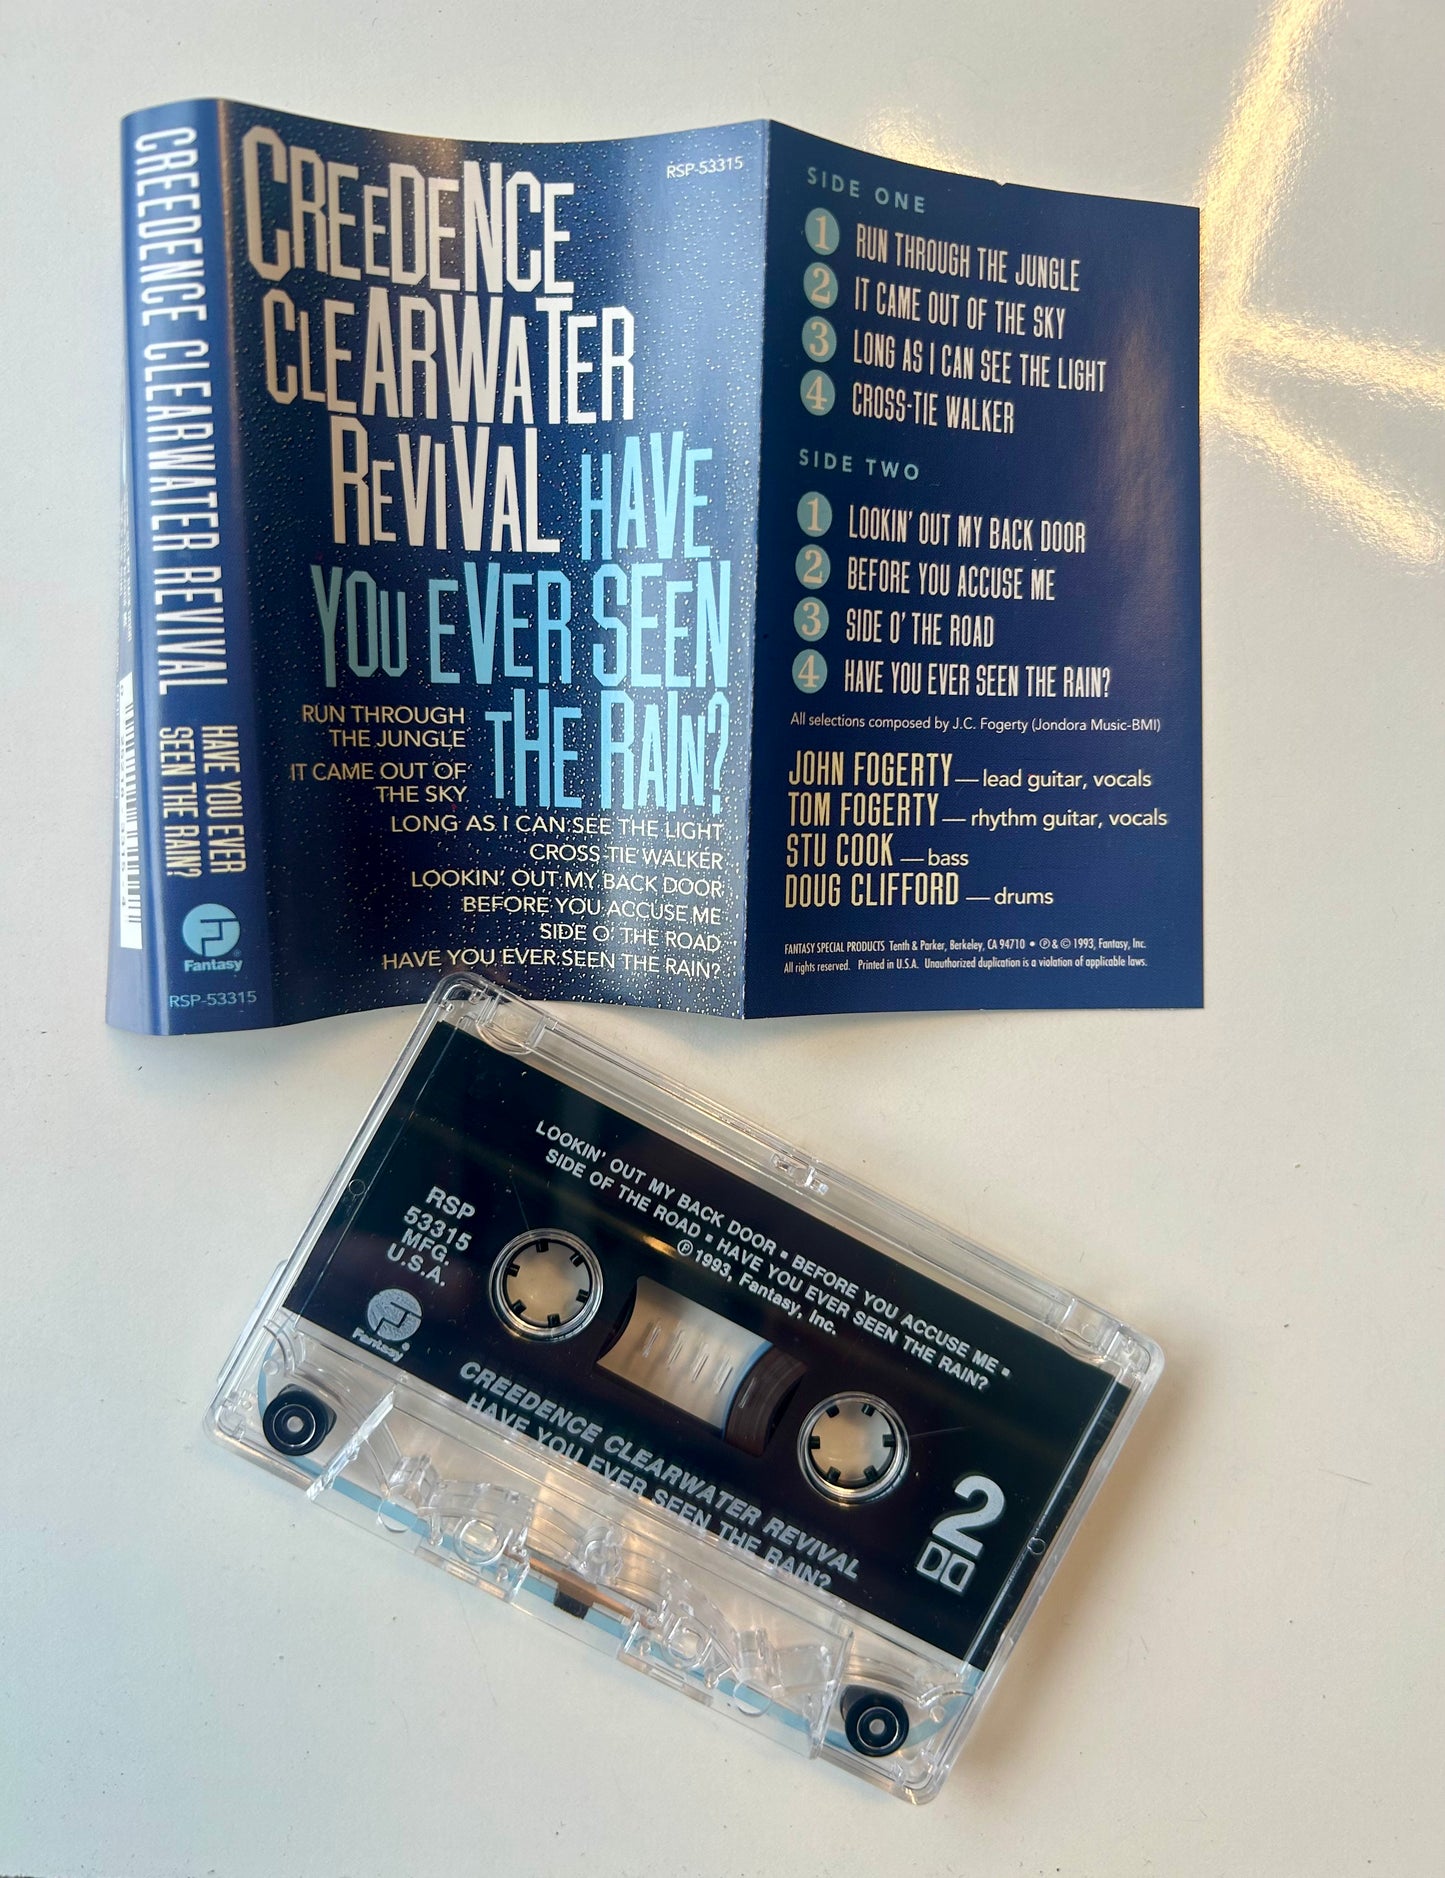 CREEDENCE CLEARWATER REVIVAL
HAVE YOU EVER
SEEN THE RAIN?
Fantasy®
RSP-53315
RSP-53315
CREEDENCE
CLEARWATER
REVIVAL HAVE
YOU EVER SEEN
THE RAIN?
RUN THROUGH
THE JUNGLE
IT CAME OUT OF
THE SKY
LONG AS I CAN SEE THE LIGHT
CROSS-TIE WALKER
LOOKIN' OUT MY BACK DOOR
BEFORE YOU ACCUSE ME
SIDE O' THE ROAD
HAVE YOU EVER SEEN THE RAIN?
SIDE ONE
1 RUN THROUGH THE JUNGLE
2 IT CAME OUT OF THE SKY
3 LONG AS I CAN SEE THE LIGHT
4 CROSS-TIE WALKER
SIDE TWO
1 LOOKIN' OUT MY BACK DOOR
2 BEFORE YOU ACCUSE ME
3 SIDE O' THE ROAD
4 HAVE YOU EVER SEEN THE RAIN?
All selections composed by J.C. Fogerty (Jondora Music-BMI)
JOHN FOGERTY — lead guitar, vocals
TOM FOGERTY — rhythm guitar, vocals
STU COOK — bass
DOUG CLIFFORD — drums
FANTASY SPECIAL PRODUCTS Tenth & Parker, Berkeley, CA 94710 • ℗ & © 1993, Fantasy, Inc.
All rights reserved. Printed in U.S.A. Unauthorized duplication is a violation of applicable laws.
LOOKIN' OUT MY BACK DOOR ▪ BEFORE YOU ACCUSE ME ▪
SIDE OF THE ROAD ▪ HAVE YOU EVER SEEN THE RAIN?
℗ 1993, Fantasy, Inc.
RSP
53315
MFG.
U.S.A.
Fantasy®
CREEDENCE CLEARWATER REVIVAL
HAVE YOU EVER SEEN THE RAIN?
2